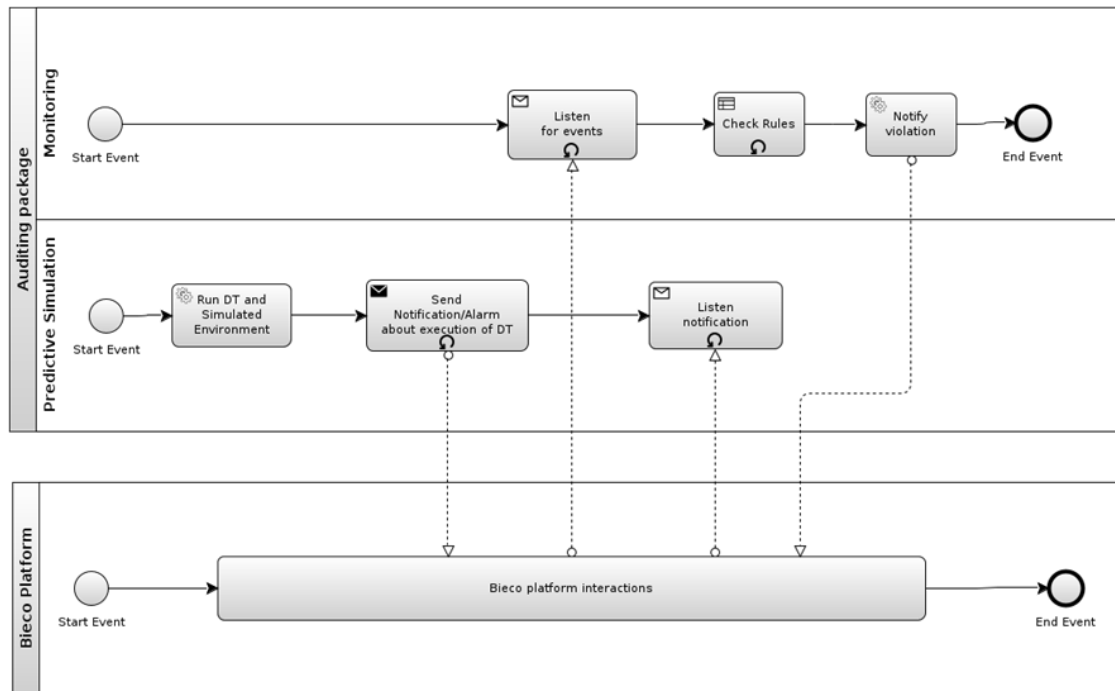 Auditing package
Monitoring
Start Event
Listen
for events
Check Rules
Notify
violation
End Event
Predictive Simulation
Start Event
Run DT and
Simulated
Environment
Send
Notification/Alarm
about execution of DT
Listen
notification
Bieco Platform
Start Event
Bieco platform interactions
End Event